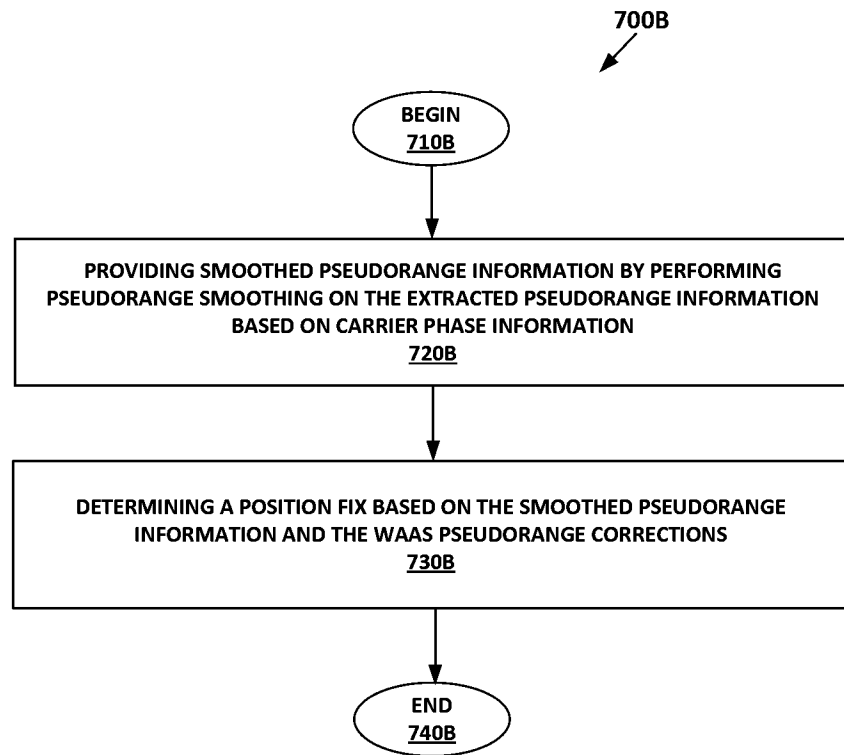 700B
BEGIN
710B
PROVIDING SMOOTHED PSEUDORANGE INFORMATION BY PERFORMING
PSEUDORANGE SMOOTHING ON THE EXTRACTED PSEUDORANGE INFORMATION
BASED ON CARRIER PHASE INFORMATION
720B
DETERMINING A POSITION FIX BASED ON THE SMOOTHED PSEUDORANGE
INFORMATION AND THE WAAS PSEUDORANGE CORRECTIONS
730B
END
740B